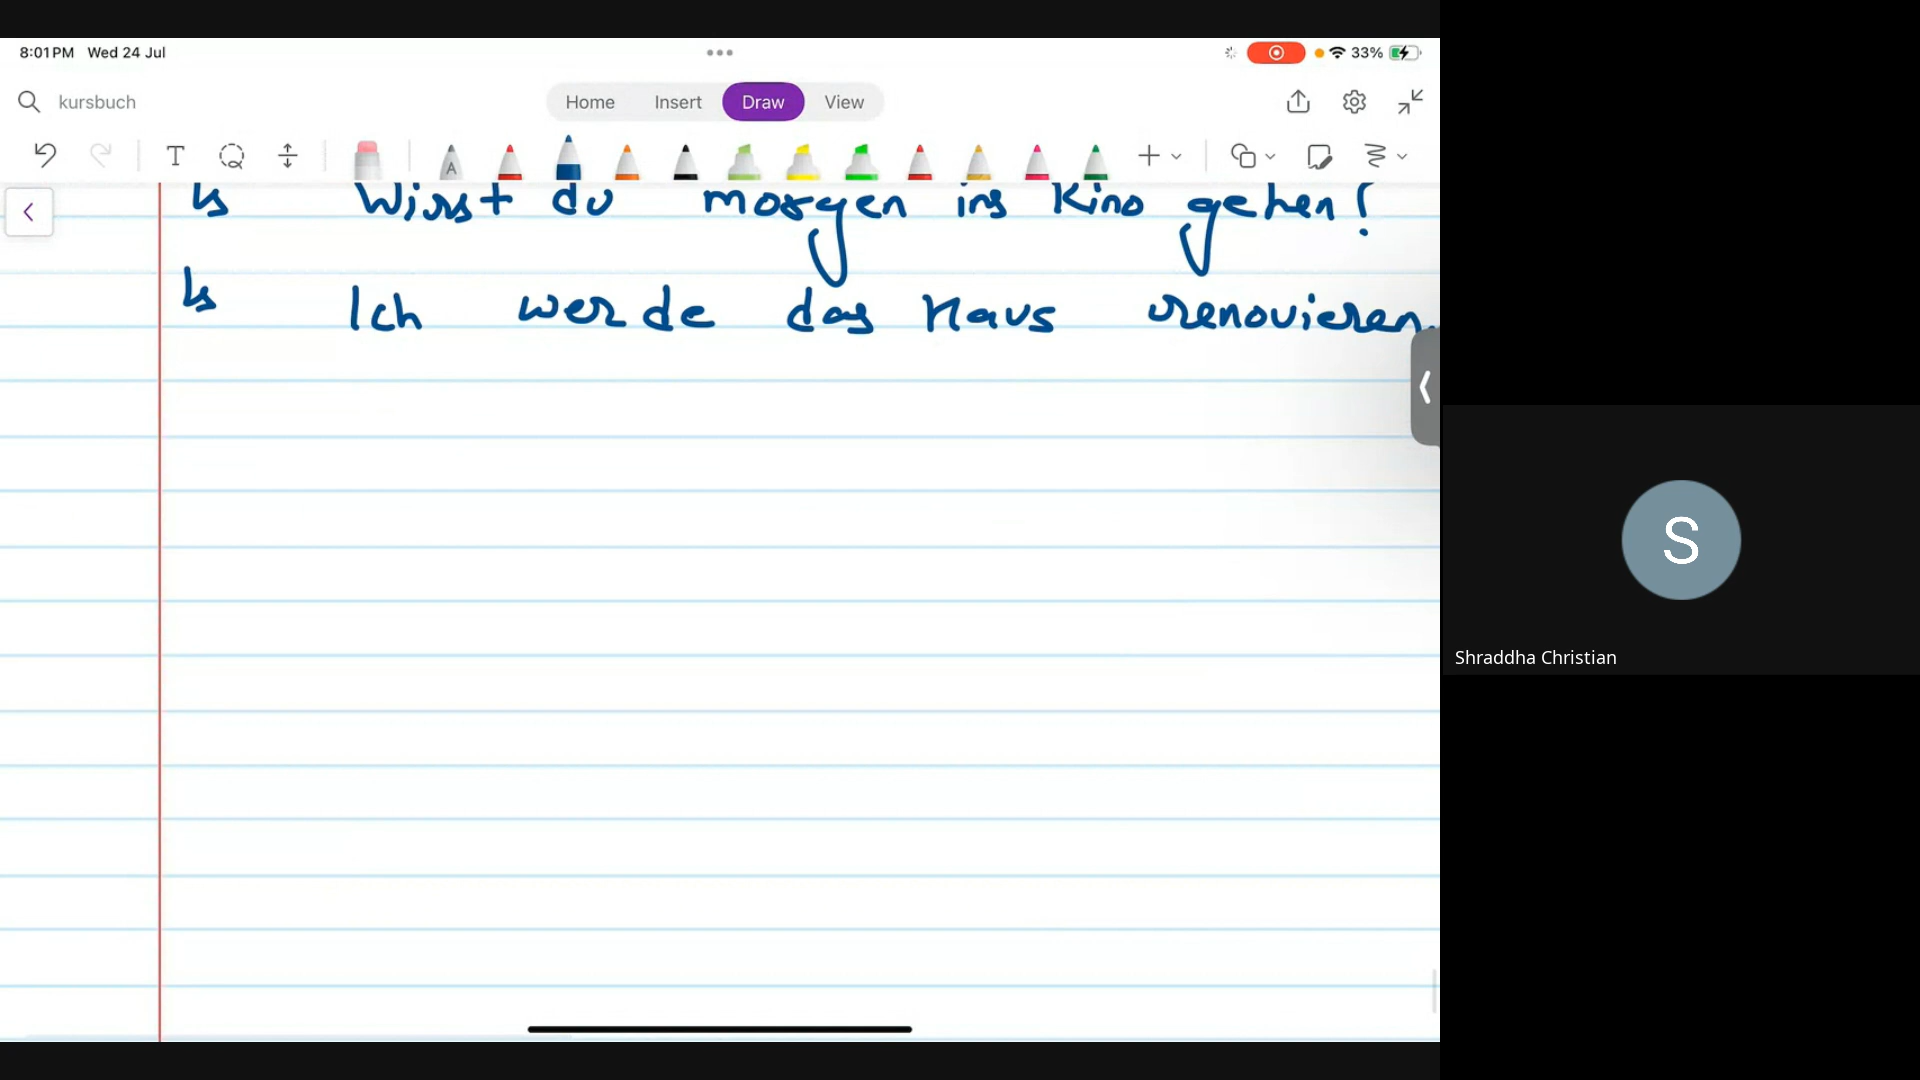 8:01 PM Wed 24 Jul
33%
kursbuch
Home Insert Draw View
T
A
Wirst du morgen ins Kino gehen?
Ich werde das Haus renovieren.
S
Shraddha Christian